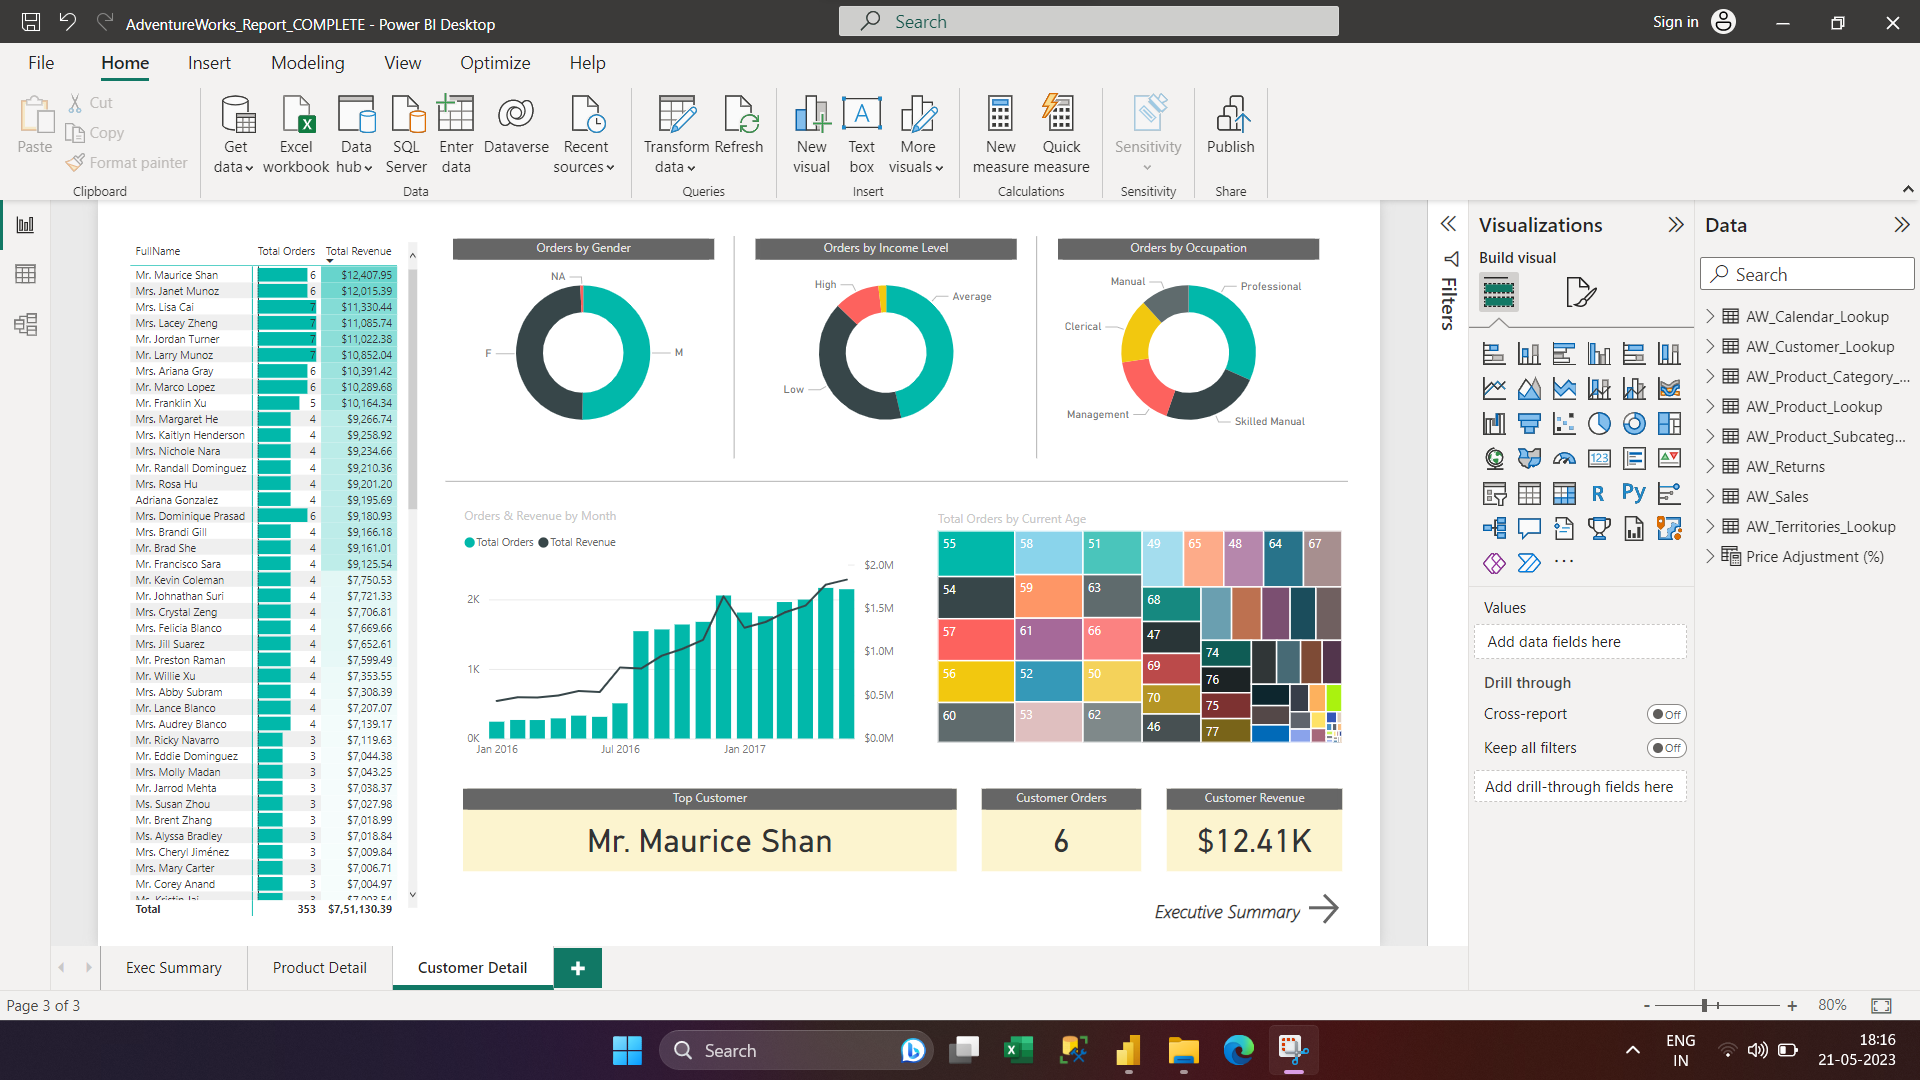 AdventureWorks_Report_COMPLETE - Power BI Desktop
Search
Sign in
File Home Insert Modeling View Optimize Help
Paste
Cut
Copy
Format painter
Clipboard
Get data
Excel workbook
Data hub
SQL Server
Enter data
Dataverse
Recent sources
Data
Transform data
Refresh
Queries
New visual
Text box
More visuals
Insert
New measure
Quick measure
Calculations
Sensitivity
Sensitivity
Publish
Share
FullName Total Orders Total Revenue
Mr. Maurice Shan 6 $12,407.95
Mrs. Janet Munoz 6 $12,015.39
Mrs. Lisa Cai 7 $11,330.44
Mrs. Lacey Zheng 7 $11,085.74
Mr. Jordan Turner 7 $11,022.38
Mr. Larry Munoz 7 $10,852.04
Mrs. Ariana Gray 6 $10,391.42
Mr. Marco Lopez 6 $10,289.68
Mr. Franklin Xu 5 $10,164.34
Mrs. Margaret He 4 $9,266.74
Mrs. Kaitlyn Henderson 4 $9,258.92
Mrs. Nichole Nara 4 $9,234.66
Mr. Randall Dominguez 4 $9,210.36
Mrs. Rosa Hu 4 $9,201.20
Adriana Gonzalez 4 $9,195.69
Mrs. Dominique Prasad 6 $9,180.93
Mrs. Brandi Gill 4 $9,166.18
Mr. Brad She 4 $9,161.01
Mr. Francisco Sara 4 $9,125.54
Mr. Kevin Coleman 4 $7,750.53
Mr. Johnathan Suri 4 $7,721.33
Mrs. Crystal Zeng 4 $7,706.81
Mrs. Felicia Blanco 4 $7,669.66
Mrs. Jill Suarez 4 $7,652.61
Mr. Preston Raman 4 $7,599.49
Mr. Willie Xu 4 $7,353.55
Mrs. Abby Subram 4 $7,308.39
Mr. Lance Blanco 4 $7,207.07
Mrs. Audrey Blanco 4 $7,139.17
Mr. Ricky Navarro 3 $7,119.63
Mr. Eddie Dominguez 3 $7,044.38
Mrs. Molly Madan 3 $7,043.25
Mr. Jarrod Mehta 3 $7,038.37
Ms. Susan Zhou 3 $7,027.98
Mr. Brent Zhang 3 $7,018.99
Ms. Alyssa Bradley 3 $7,018.84
Mrs. Cheryl Jiménez 3 $7,009.84
Mrs. Mary Carter 3 $7,006.71
Mr. Corey Anand 3 $7,004.97
Total 353 $7,51,130.39
Orders by Gender
NA
F
M
Orders by Income Level
High
Average
Low
Orders by Occupation
Manual
Professional
Clerical
Management
Skilled Manual
Orders & Revenue by Month
Total Orders Total Revenue
$2.0M
2K
$1.5M
$1.0M
1K
$0.5M
0K
$0.0M
Jan 2016 Jul 2016 Jan 2017
Total Orders by Current Age
55 58 51 49 65 48 64 67
54 59 63 68
57 61 66 47
74
56 52 50 69
76
60 53 62 70
75
46 77
Top Customer
Mr. Maurice Shan
Customer Orders
6
Customer Revenue
$12.41K
Executive Summary
Filters
Visualizations
Build visual
123
R Py
Values
Add data fields here
Drill through
Cross-report Off
Keep all filters Off
Add drill-through fields here
Data
Search
AW_Calendar_Lookup
AW_Customer_Lookup
AW_Product_Category_...
AW_Product_Lookup
AW_Product_Subcateg...
AW_Returns
AW_Sales
AW_Territories_Lookup
Price Adjustment (%)
Exec Summary Product Detail Customer Detail
Page 3 of 3
- + 80%
Search
ENG
IN
18:16
21-05-2023